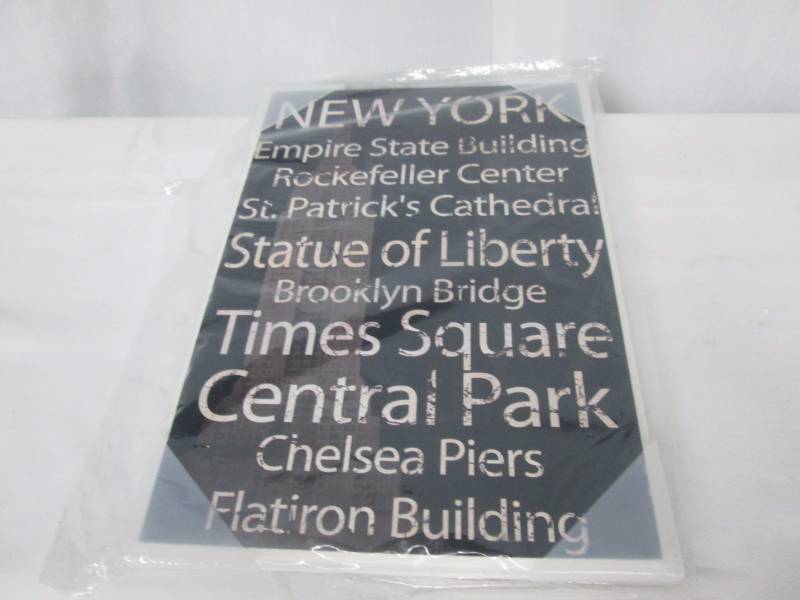 NEW YORK
Empire State Building
Rockefeller Center
St. Patrick's Cathedral
Statue of Liberty
Brooklyn Bridge
Times Square
Central Park
Chelsea Piers
Flatiron Building